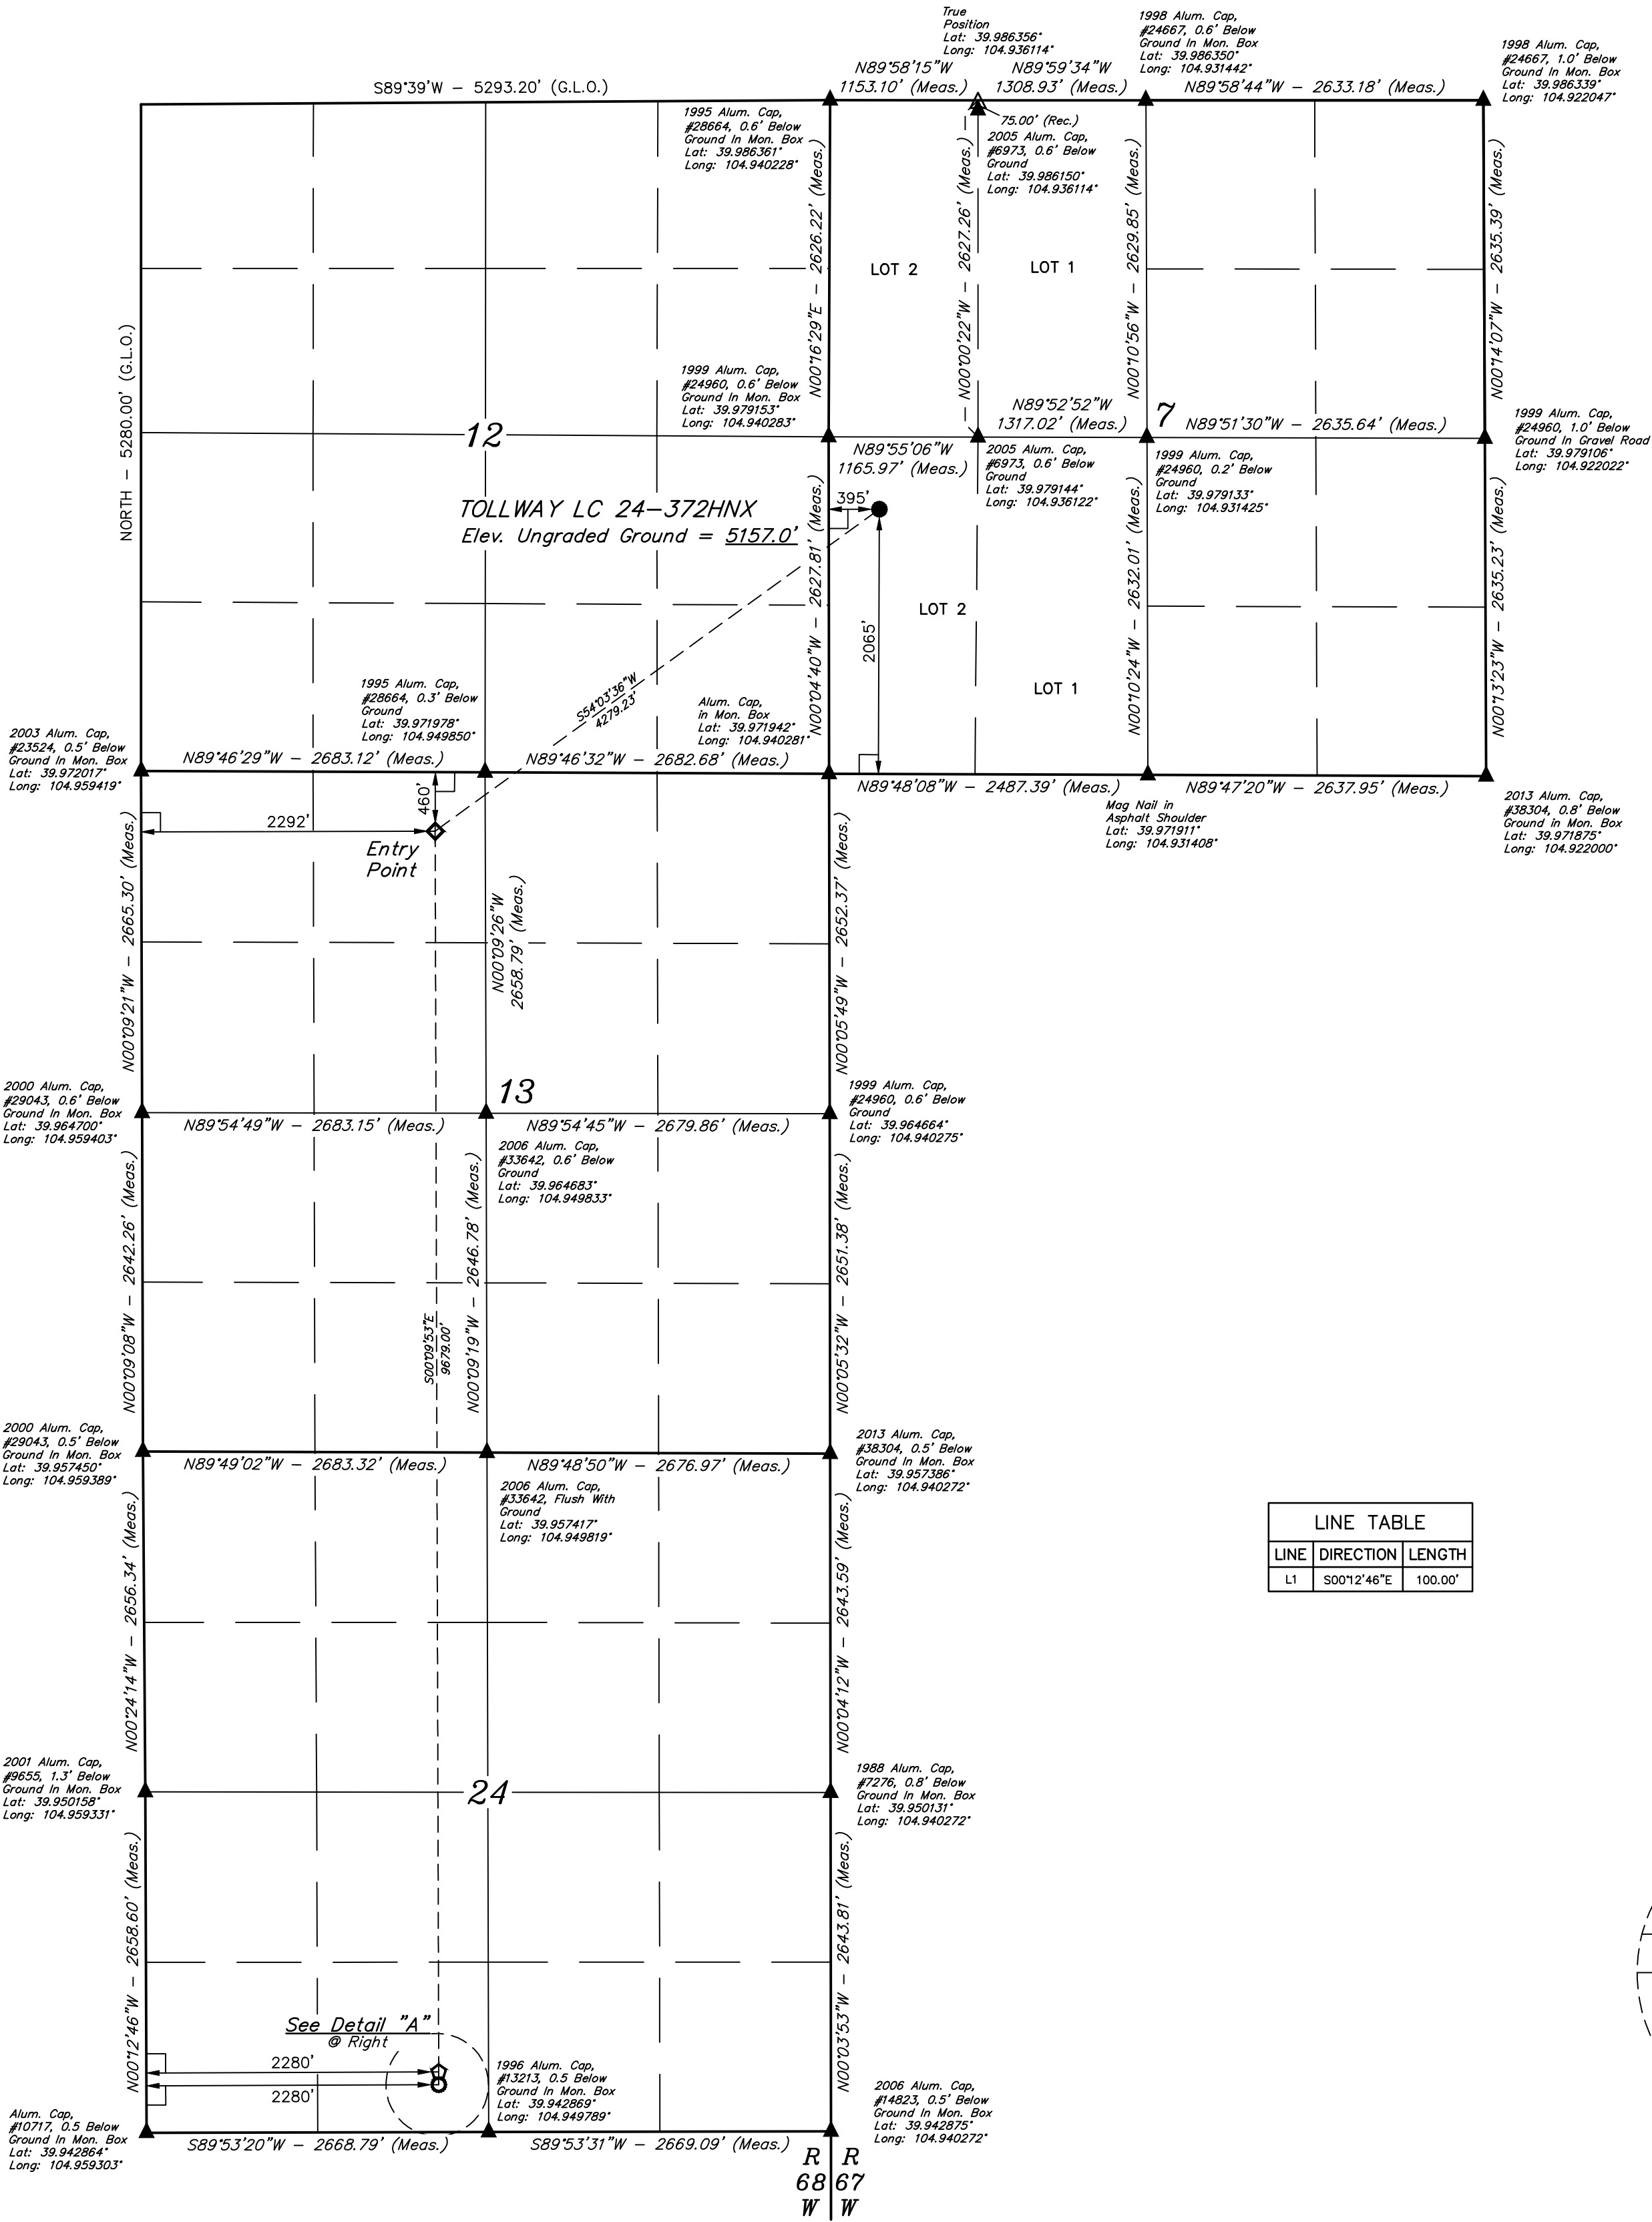 True
Position
Lat: 39.986356°
Long: 104.936114°
1998 Alum. Cap,
#24667, 0.6' Below
Ground In Mon. Box
Lat: 39.986350°
Long: 104.931442°
1998 Alum. Cap,
#24667, 1.0' Below
Ground In Mon. Box
Lat: 39.986339°
Long: 104.922047°
S89°39'W – 5293.20' (G.L.O.)
N89°58'15"W
1153.10' (Meas.)
N89°59'34"W
1308.93' (Meas.)
N89°58'44"W – 2633.18' (Meas.)
1995 Alum. Cap,
#28664, 0.6' Below
Ground In Mon. Box
Lat: 39.986361°
Long: 104.940228°
75.00' (Rec.)
2005 Alum. Cap,
#6973, 0.6' Below
Ground
Lat: 39.986150°
Long: 104.936114°
NORTH – 5280.00' (G.L.O.)
N00°16'29"E – 2626.22' (Meas.)
N00°00'22"W – 2627.26' (Meas.)
N00°10'56"W – 2629.85' (Meas.)
N00°14'07"W – 2635.39' (Meas.)
LOT 2
LOT 1
1999 Alum. Cap,
#24960, 0.6' Below
Ground In Mon. Box
Lat: 39.979153°
Long: 104.940283°
12
N89°52'52"W
1317.02' (Meas.)
7
N89°51'30"W – 2635.64' (Meas.)
1999 Alum. Cap,
#24960, 1.0' Below
Ground In Gravel Road
Lat: 39.979106°
Long: 104.922022°
N89°55'06"W
1165.97' (Meas.)
2005 Alum. Cap,
#6973, 0.6' Below
Ground
Lat: 39.979144°
Long: 104.936122°
1999 Alum. Cap,
#24960, 0.2' Below
Ground
Lat: 39.979133°
Long: 104.931425°
TOLLWAY LC 24-372HNX
Elev. Ungraded Ground = 5157.0'
395'
2065'
N00°04'40"W – 2627.81' (Meas.)
N00°10'24"W – 2632.01' (Meas.)
N00°13'23"W – 2635.23' (Meas.)
LOT 2
LOT 1
S54°03'36"W
4279.23'
1995 Alum. Cap,
#28664, 0.3' Below
Ground
Lat: 39.971978°
Long: 104.949850°
Alum. Cap,
in Mon. Box
Lat: 39.971942°
Long: 104.940281°
2003 Alum. Cap,
#23524, 0.5' Below
Ground In Mon. Box
Lat: 39.972017°
Long: 104.959419°
N89°46'29"W – 2683.12' (Meas.)
N89°46'32"W – 2682.68' (Meas.)
N89°48'08"W – 2487.39' (Meas.)
N89°47'20"W – 2637.95' (Meas.)
Mag Nail in
Asphalt Shoulder
Lat: 39.971911°
Long: 104.931408°
2013 Alum. Cap,
#38304, 0.8' Below
Ground in Mon. Box
Lat: 39.971875°
Long: 104.922000°
460'
2292'
Entry
Point
N00°09'21"W – 2665.30' (Meas.)
N00°09'26"W
2658.79' (Meas.)
N00°05'49"W – 2652.37' (Meas.)
13
2000 Alum. Cap,
#29043, 0.6' Below
Ground In Mon. Box
Lat: 39.964700°
Long: 104.959403°
N89°54'49"W – 2683.15' (Meas.)
N89°54'45"W – 2679.86' (Meas.)
1999 Alum. Cap,
#24960, 0.6' Below
Ground
Lat: 39.964664°
Long: 104.940275°
2006 Alum. Cap,
#33642, 0.6' Below
Ground
Lat: 39.964683°
Long: 104.949833°
N00°09'08"W – 2642.26' (Meas.)
S00°09'53"E
9679.00'
N00°09'19"W – 2646.78' (Meas.)
N00°05'32"W – 2651.38' (Meas.)
2000 Alum. Cap,
#29043, 0.5' Below
Ground In Mon. Box
Lat: 39.957450°
Long: 104.959389°
N89°49'02"W – 2683.32' (Meas.)
N89°48'50"W – 2676.97' (Meas.)
2013 Alum. Cap,
#38304, 0.5' Below
Ground In Mon. Box
Lat: 39.957386°
Long: 104.940272°
2006 Alum. Cap,
#33642, Flush With
Ground
Lat: 39.957417°
Long: 104.949819°
LINE TABLE
LINE DIRECTION LENGTH
L1 S00°12'46"E 100.00'
N00°24'14"W – 2656.34' (Meas.)
N00°04'12"W – 2643.59' (Meas.)
2001 Alum. Cap,
#9655, 1.3' Below
Ground In Mon. Box
Lat: 39.950158°
Long: 104.959331°
24
1988 Alum. Cap,
#7276, 0.8' Below
Ground In Mon. Box
Lat: 39.950131°
Long: 104.940272°
N00°12'46"W – 2658.60' (Meas.)
N00°03'53"W – 2643.81' (Meas.)
See Detail "A"
@ Right
2280'
2280'
1996 Alum. Cap,
#13213, 0.5 Below
Ground In Mon. Box
Lat: 39.942869°
Long: 104.949789°
2006 Alum. Cap,
#14823, 0.5' Below
Ground In Mon. Box
Lat: 39.942875°
Long: 104.940272°
Alum. Cap,
#10717, 0.5 Below
Ground In Mon. Box
Lat: 39.942864°
Long: 104.959303°
S89°53'20"W – 2668.79' (Meas.)
S89°53'31"W – 2669.09' (Meas.)
R R
68 67
W W